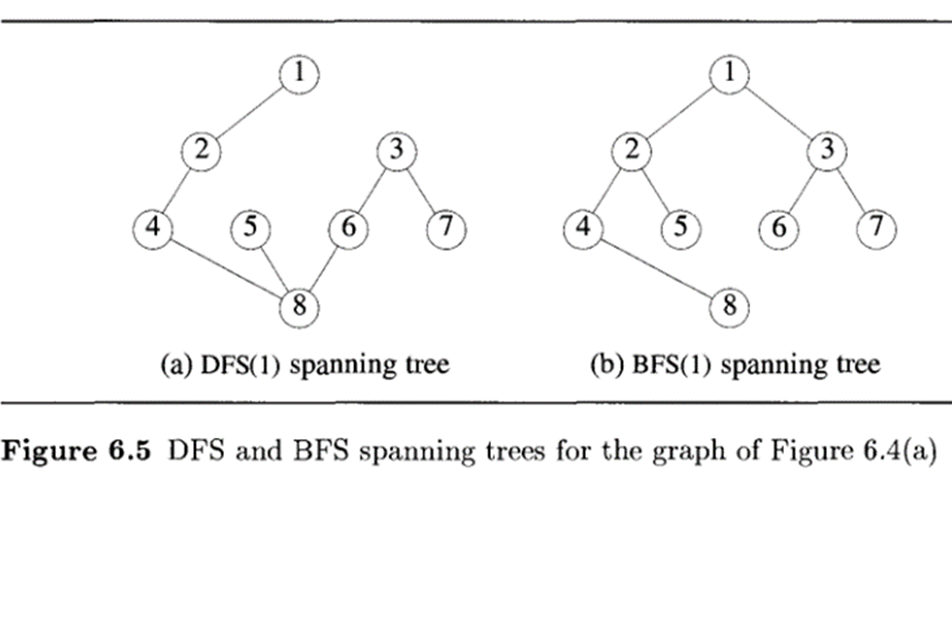 1 1
2 3 2 3
4 5 6 7 4 5 6 7
8 8
(a) DFS(1) spanning tree (b) BFS(1) spanning tree
Figure 6.5 DFS and BFS spanning trees for the graph of Figure 6.4(a)